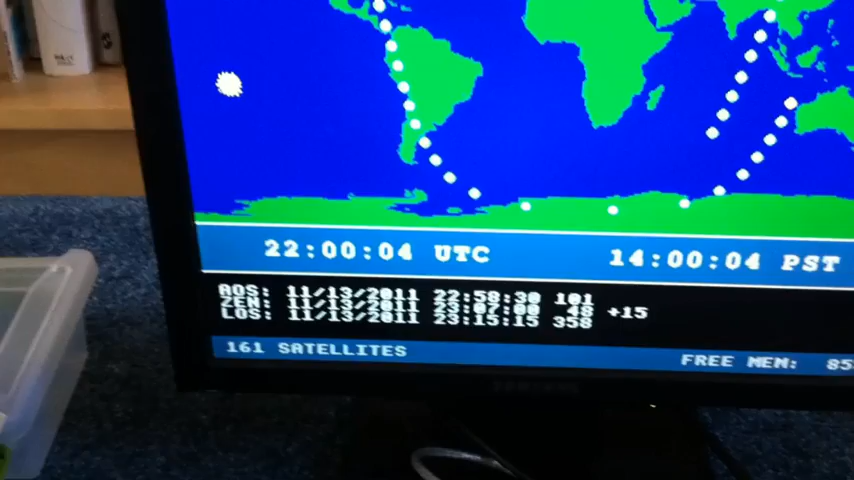 22:00:04 UTC 14:00:04 PST
AOS: 11/13/2011 22:58:30 101
ZEN: 11/13/2011 23:07:00 48 +15
LOS: 11/13/2011 23:15:15 358
161 SATELLITES FREE MEM: 85